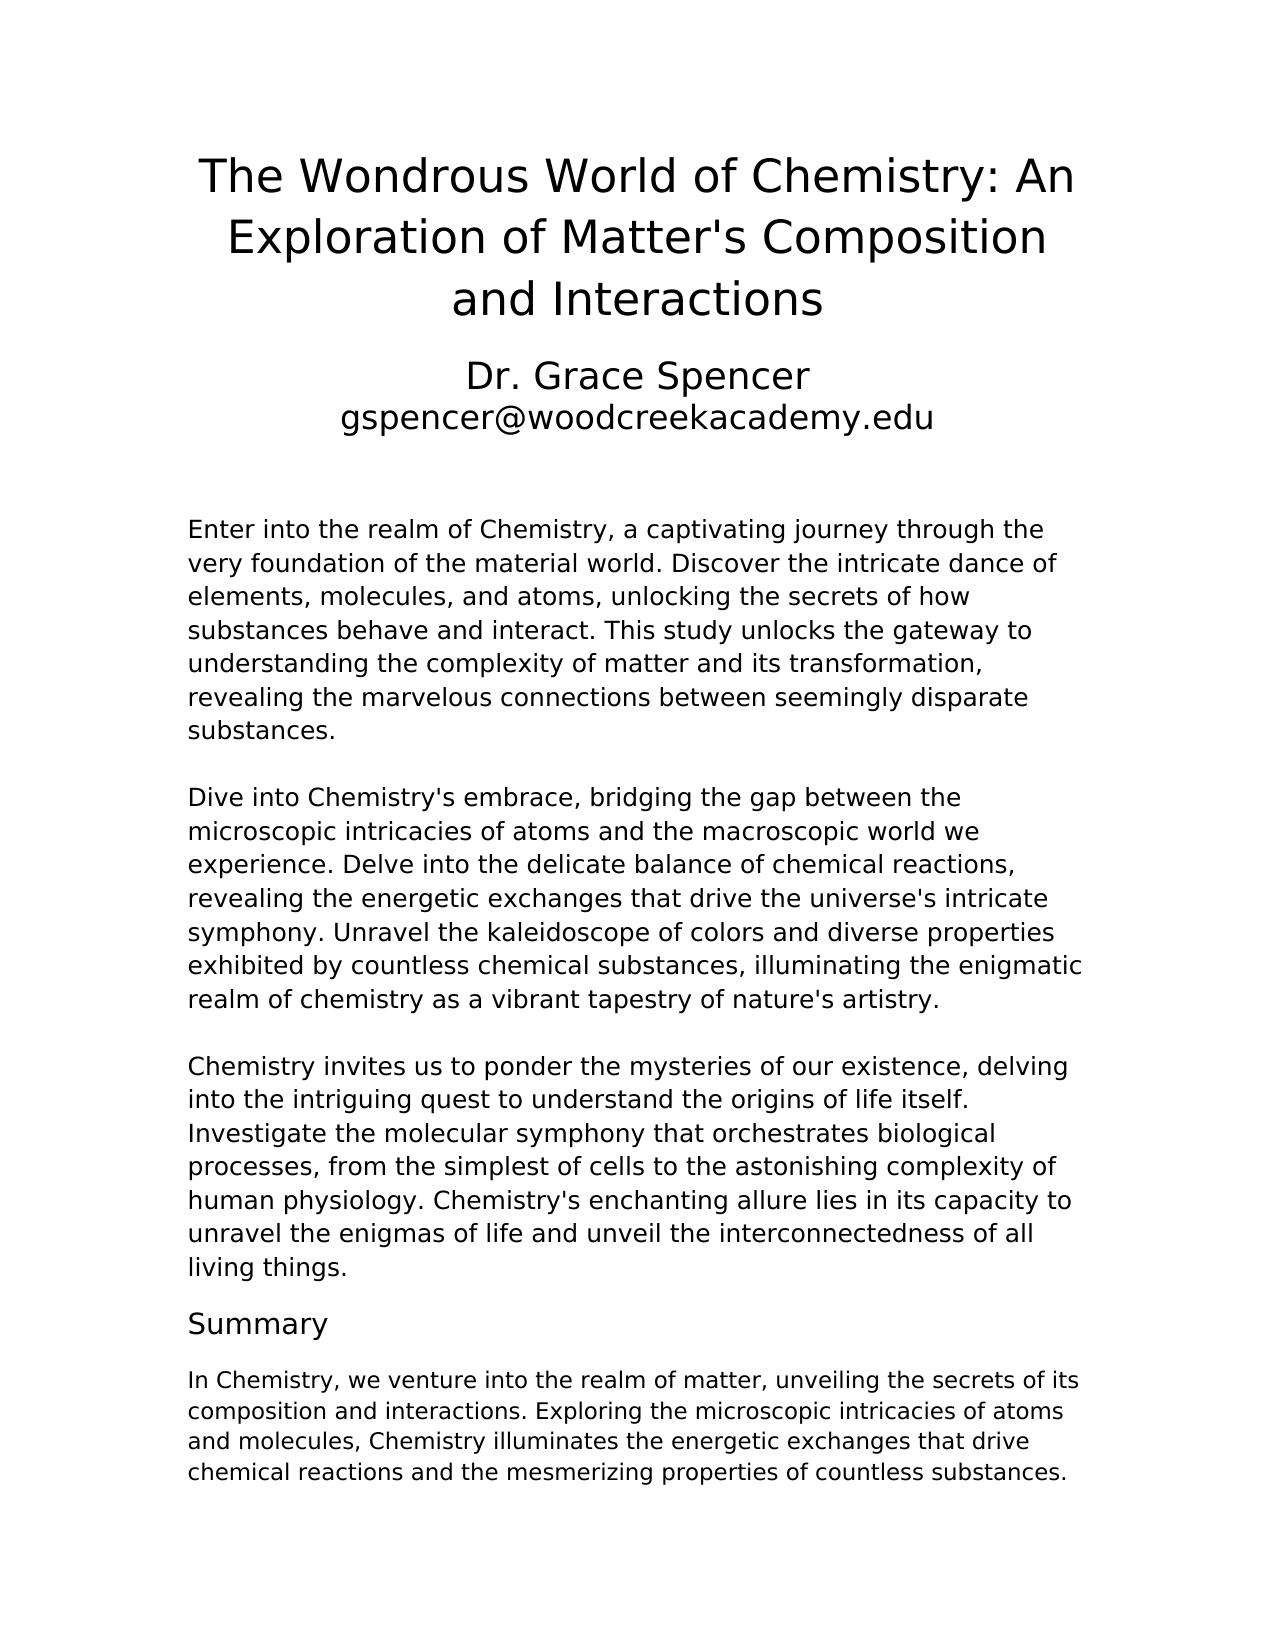 The Wondrous World of Chemistry: An
Exploration of Matter's Composition
and Interactions
Dr. Grace Spencer
gspencer@woodcreekacademy.edu
Enter into the realm of Chemistry, a captivating journey through the
very foundation of the material world. Discover the intricate dance of
elements, molecules, and atoms, unlocking the secrets of how
substances behave and interact. This study unlocks the gateway to
understanding the complexity of matter and its transformation,
revealing the marvelous connections between seemingly disparate
substances.
Dive into Chemistry's embrace, bridging the gap between the
microscopic intricacies of atoms and the macroscopic world we
experience. Delve into the delicate balance of chemical reactions,
revealing the energetic exchanges that drive the universe's intricate
symphony. Unravel the kaleidoscope of colors and diverse properties
exhibited by countless chemical substances, illuminating the enigmatic
realm of chemistry as a vibrant tapestry of nature's artistry.
Chemistry invites us to ponder the mysteries of our existence, delving
into the intriguing quest to understand the origins of life itself.
Investigate the molecular symphony that orchestrates biological
processes, from the simplest of cells to the astonishing complexity of
human physiology. Chemistry's enchanting allure lies in its capacity to
unravel the enigmas of life and unveil the interconnectedness of all
living things.
Summary
In Chemistry, we venture into the realm of matter, unveiling the secrets of its
composition and interactions. Exploring the microscopic intricacies of atoms
and molecules, Chemistry illuminates the energetic exchanges that drive
chemical reactions and the mesmerizing properties of countless substances.